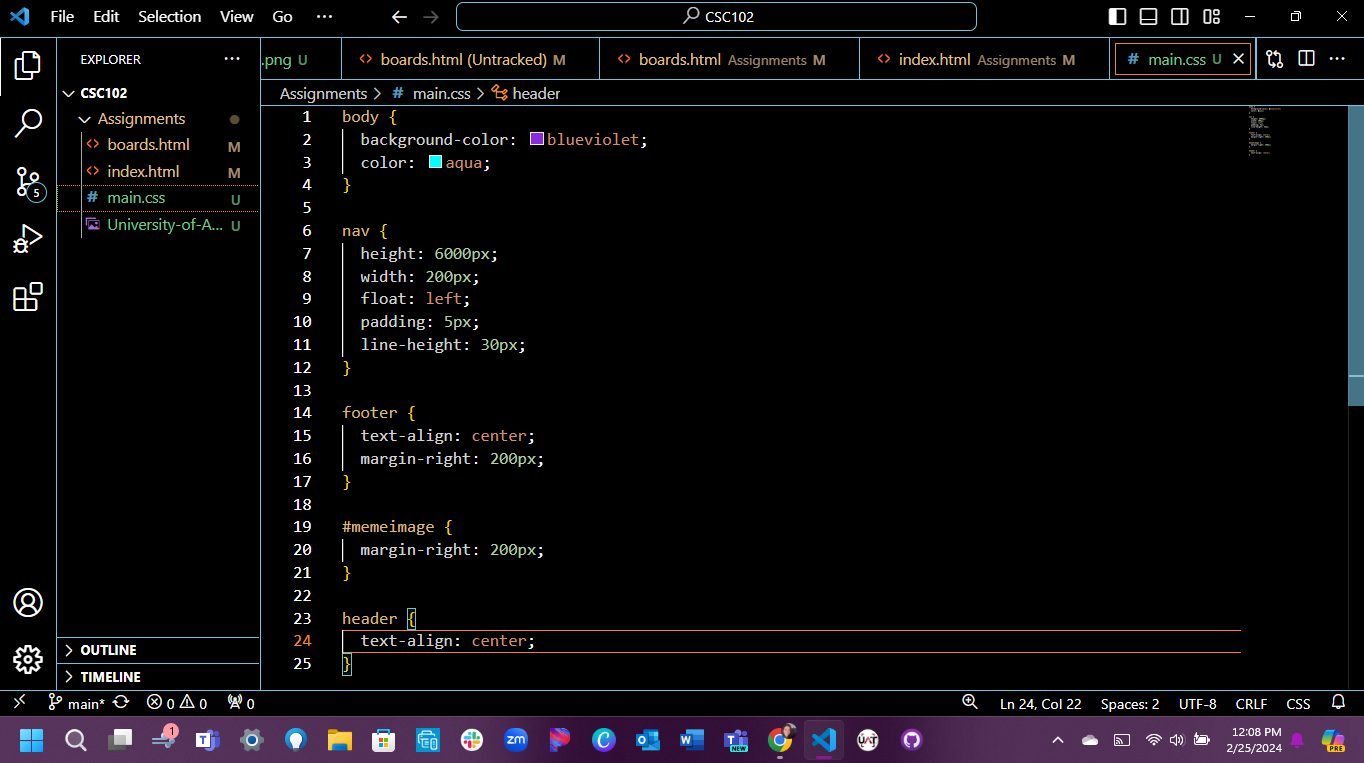 File Edit Selection View Go ··· CSC102
EXPLORER ···
.png U boards.html (Untracked) M boards.html Assignments M index.html Assignments M # main.css U
Assignments > # main.css > header
CSC102
Assignments
boards.html M
index.html M
# main.css U
University-of-A... U
OUTLINE
TIMELINE
1 body {
2 background-color: blueviolet;
3 color: aqua;
4 }
5
6 nav {
7 height: 6000px;
8 width: 200px;
9 float: left;
10 padding: 5px;
11 line-height: 30px;
12 }
13
14 footer {
15 text-align: center;
16 margin-right: 200px;
17 }
18
19 #memeimage {
20 margin-right: 200px;
21 }
22
23 header {
24 text-align: center;
25 }
5
main* 0 0 0 Ln 24, Col 22 Spaces: 2 UTF-8 CRLF CSS
1 zm NEW UAT 12:08 PM
2/25/2024
PRE